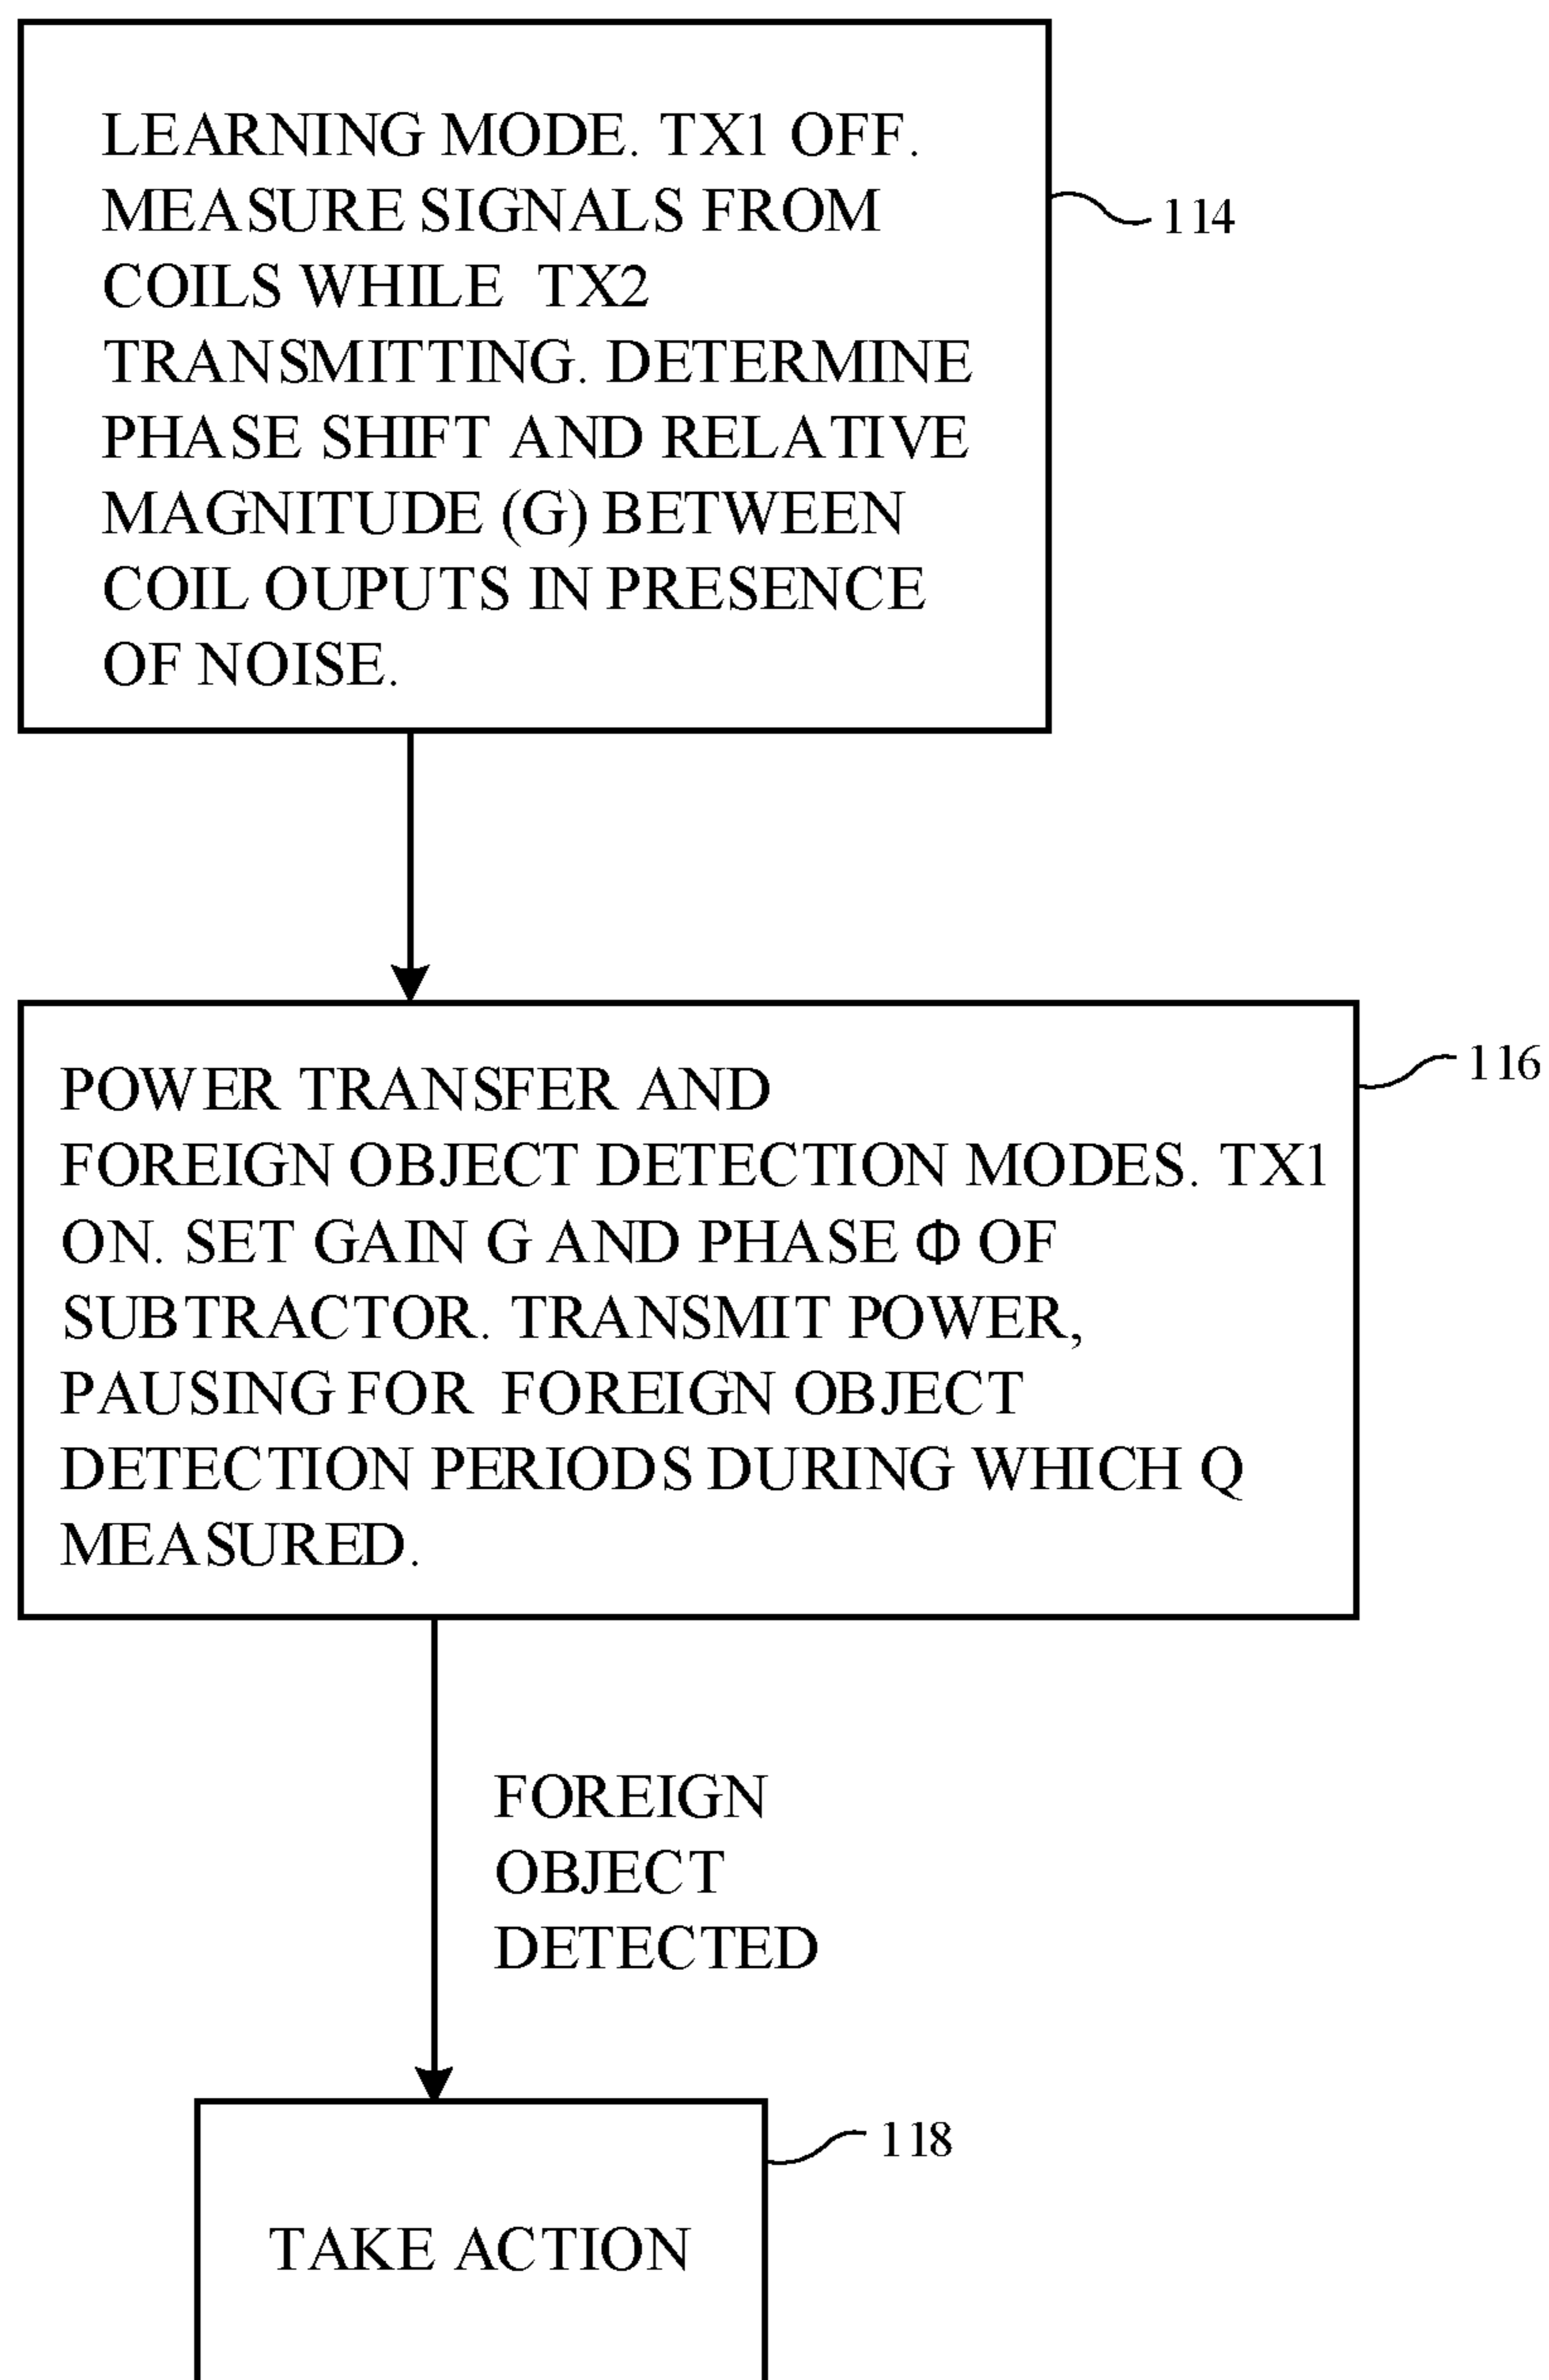 LEARNING MODE. TX1 OFF.
MEASURE SIGNALS FROM
COILS WHILE TX2
TRANSMITTING. DETERMINE
PHASE SHIFT AND RELATIVE
MAGNITUDE (G) BETWEEN
COIL OUPUTS IN PRESENCE
OF NOISE.
114
POWER TRANSFER AND
FOREIGN OBJECT DETECTION MODES. TX1
ON. SET GAIN G AND PHASE Φ OF
SUBTRACTOR. TRANSMIT POWER,
PAUSING FOR FOREIGN OBJECT
DETECTION PERIODS DURING WHICH Q
MEASURED.
116
FOREIGN
OBJECT
DETECTED
118
TAKE ACTION